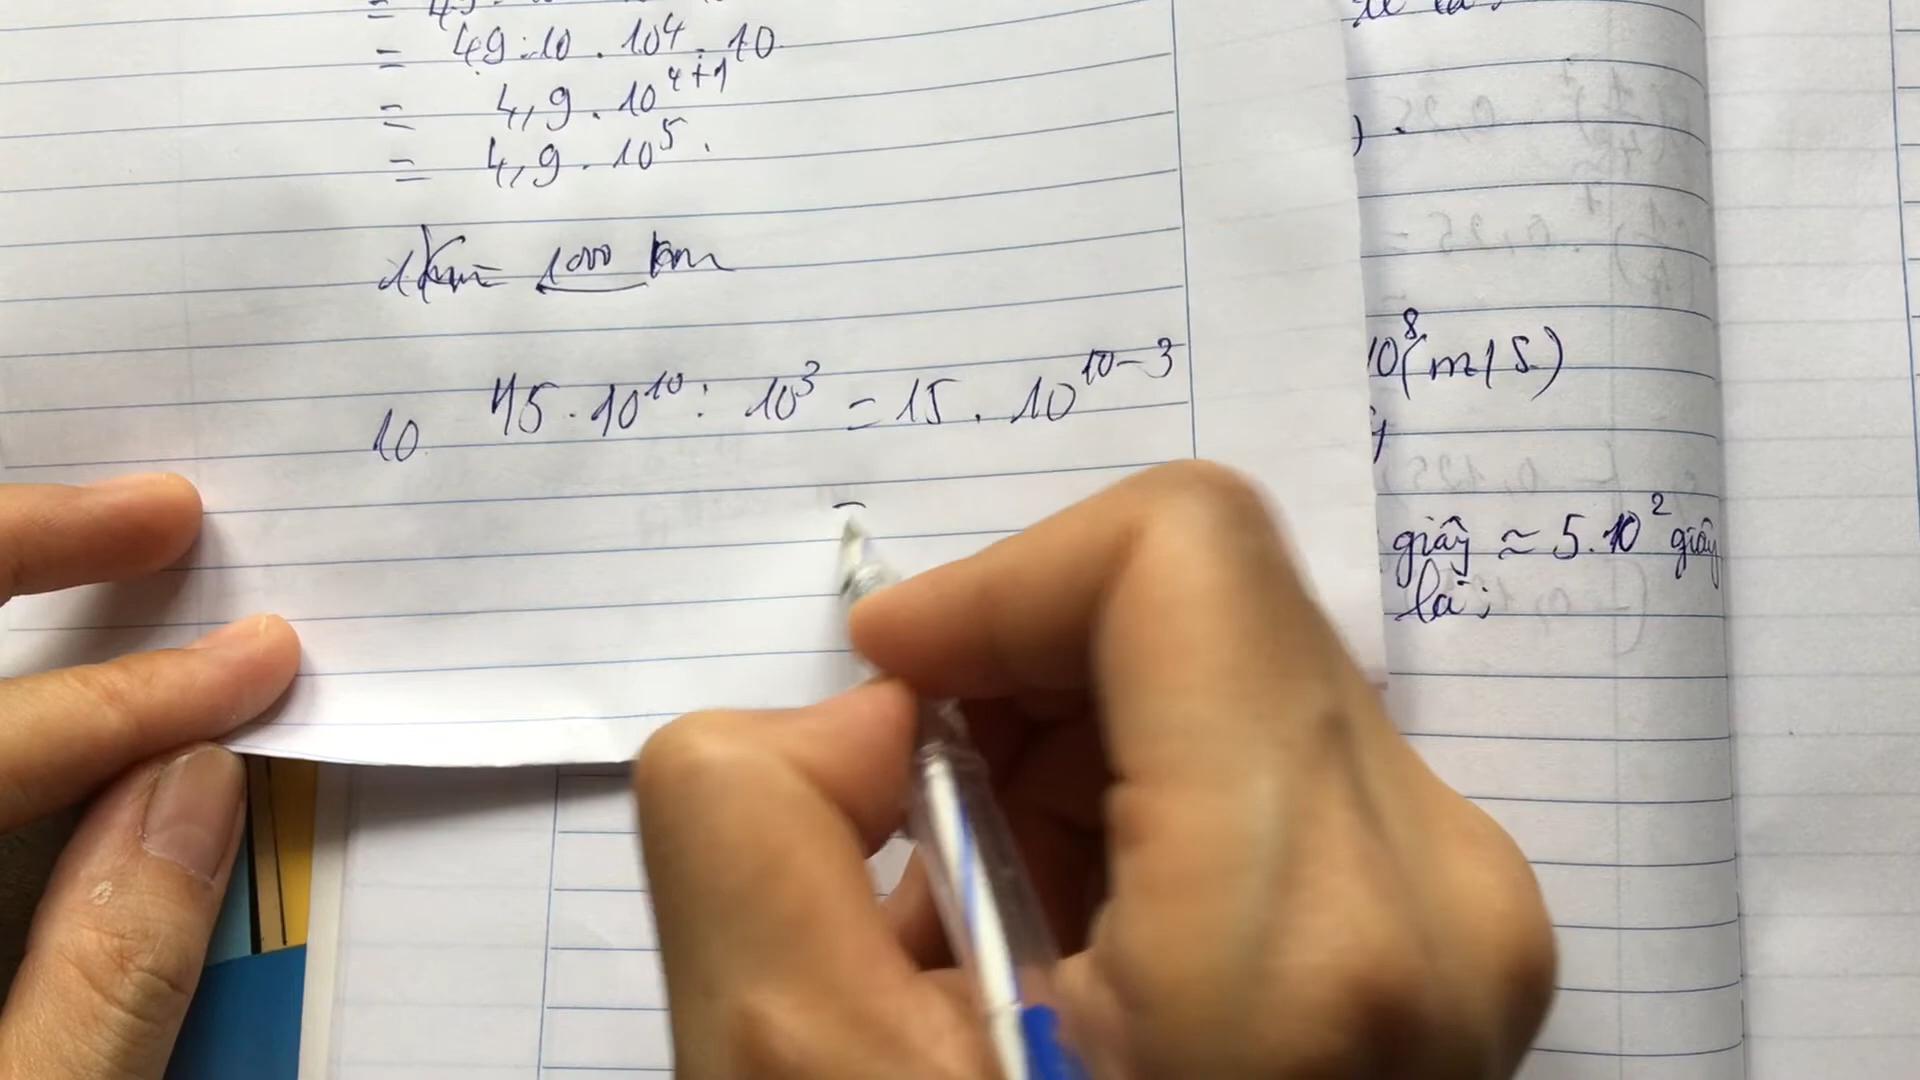 = 49 : 10 . 10⁴ . 10
= 4,9 . 10⁴⁺¹
= 4,9 . 10⁵ .
1km = 1000 km
15 . 10¹⁰ : 10³ = 15 . 10¹⁰⁻³
10
10⁸ (m/s)
giây ≈ 5.10² giây
là: